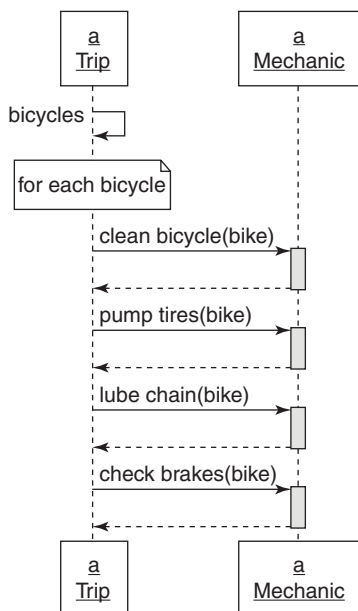 a
Trip
a
Mechanic
bicycles
for each bicycle
clean bicycle(bike)
pump tires(bike)
lube chain(bike)
check brakes(bike)
a
Trip
a
Mechanic